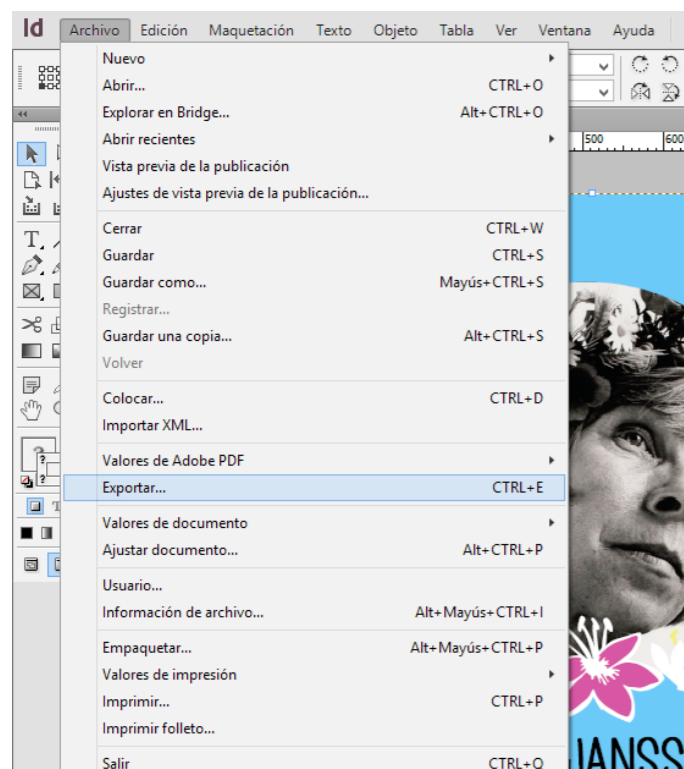 Id Archivo Edición Maquetación Texto Objeto Tabla Ver Ventana Ayuda
Nuevo
Abrir... CTRL+O
Explorar en Bridge... Alt+CTRL+O
Abrir recientes
500 600
Vista previa de la publicación
Ajustes de vista previa de la publicación...
Cerrar CTRL+W
Guardar CTRL+S
Guardar como... Mayús+CTRL+S
Registrar...
Guardar una copia... Alt+CTRL+S
Volver
Colocar... CTRL+D
Importar XML...
Valores de Adobe PDF
Exportar... CTRL+E
Valores de documento
Ajustar documento... Alt+CTRL+P
Usuario...
Información de archivo... Alt+Mayús+CTRL+I
Empaquetar... Alt+Mayús+CTRL+P
Valores de impresión
Imprimir... CTRL+P
Imprimir folleto...
Salir CTRL+Q
JANSS